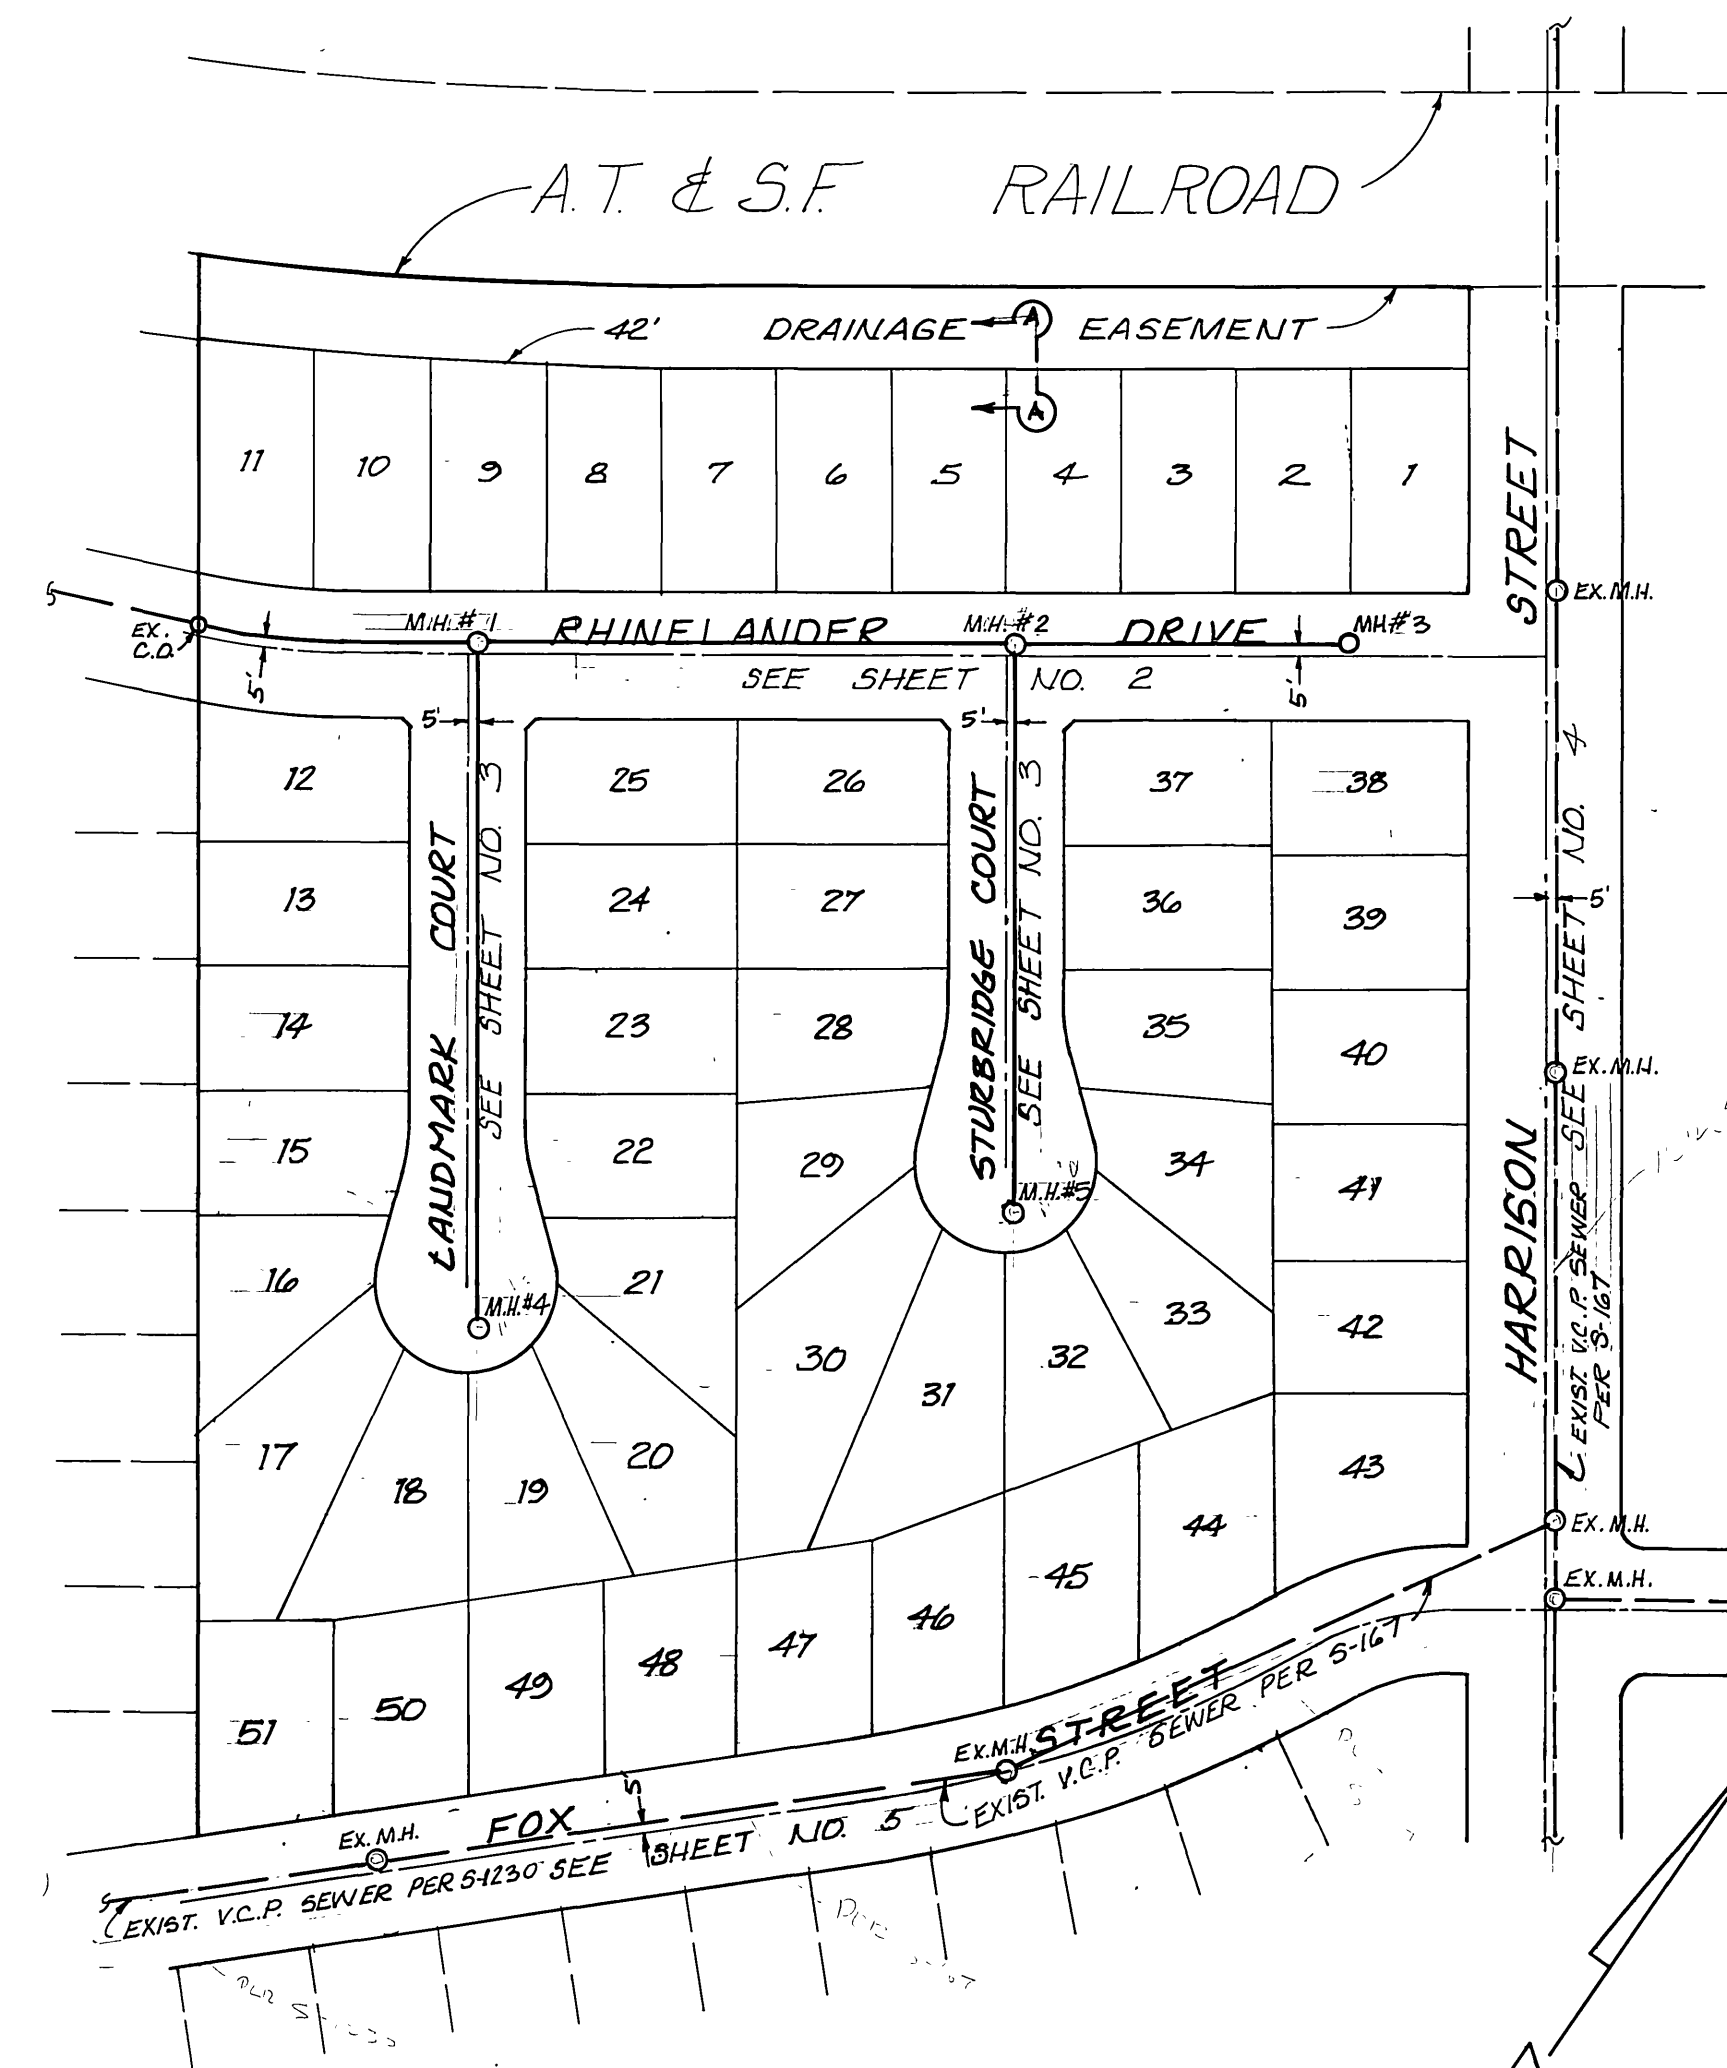 A.T. & S.F. RAILROAD
42' DRAINAGE EASEMENT
A
A
11 10 9 8 7 6 5 4 3 2 1
STREET
EX. M.H.
EX. C.O.
M.H.#1 RHINELANDER M.H.#2 DRIVE MH#3
SEE SHEET NO. 2
5'
5'
5'
5'
12 25 26 37 38
13 24 27 36 39
14 23 28 35 40
15 22 29 34 41
16 21 30 33 42
17 18 19 20 31 32 43
LANDMARK COURT
SEE SHEET NO. 3
M.H.#4
STURBRIDGE COURT
SEE SHEET NO. 3
M.H.#5
HARRISON
SEE SHEET NO. 4
5'
EX. M.H.
EXIST. V.C.P. SEWER
PER S-167
EX. M.H.
EX. M.H.
51 50 49 48 47 46 45 44
EX. M.H.
FOX STREET
EX. M.H.
5'
EXIST. V.C.P. SEWER PER S-167
EXIST. V.C.P. SEWER PER S-1230 SEE SHEET NO. 5